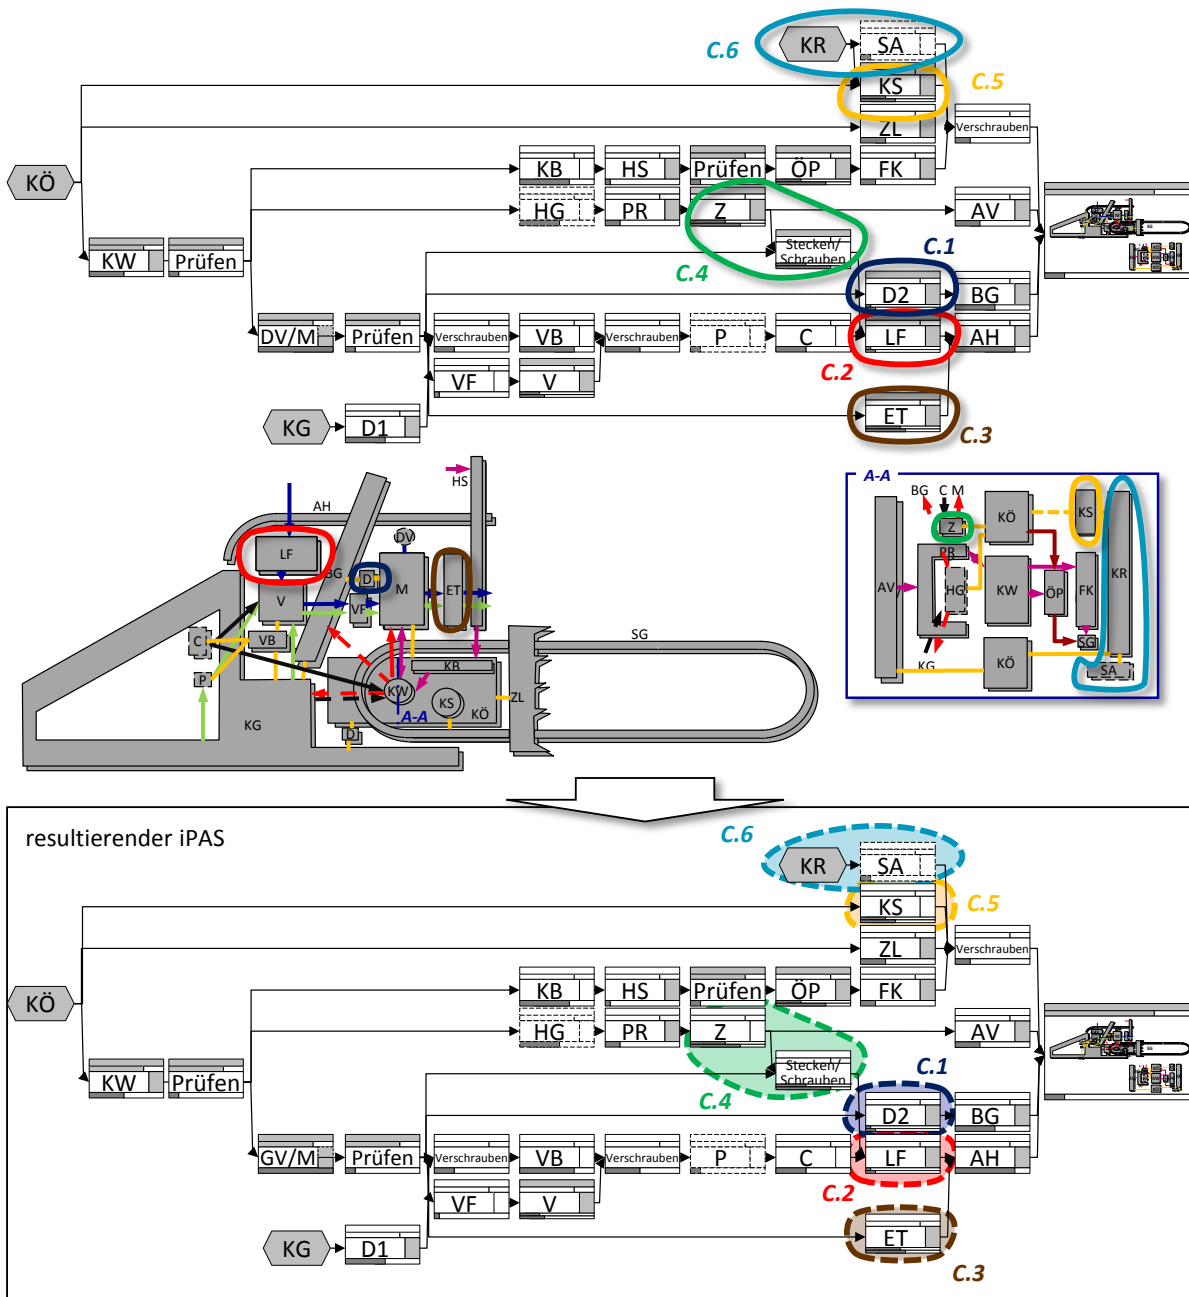 KR SA
C.6
KS C.5
ZL Verschrauben
KÖ KB HS Prüfen ÖP FK
HG PR Z AV
SG
KW Prüfen Stecken/
Schrauben
C.4 C.1
D2 BG
DV/M Prüfen Verschrauben VB Verschrauben P C LF AH
C.2
VF V
KG D1 ET
C.3
A-A
HS
AH
BG C M
DV
LF
KÖ KS
Z
BG D
PR
M ET
V VF
AV HG KW ÖP FK KR
C VB
SG
SG
P KB
KG KÖ
SA
KW
KS ZL
A-A KÖ
KG
D
resultierender iPAS
C.6
KR SA
KS C.5
ZL Verschrauben
KÖ KB HS Prüfen ÖP FK
HG PR Z AV
SG
KW Prüfen Stecken/
Schrauben
C.4 C.1
D2 BG
GV/M Prüfen Verschrauben VB Verschrauben P C LF AH
C.2
VF V
KG D1 ET
C.3